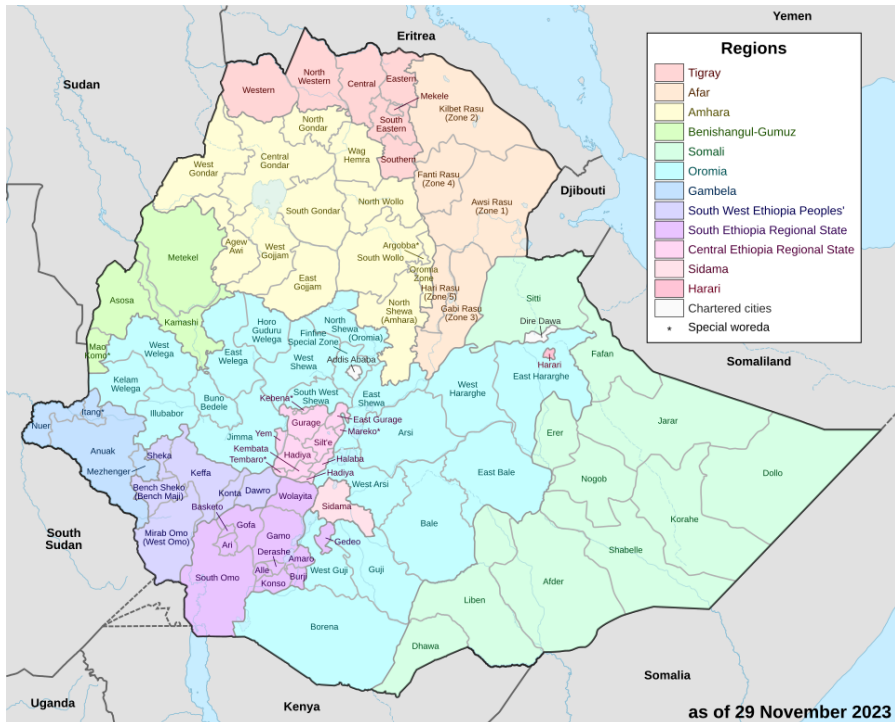 Yemen
Eritrea
Sudan
Djibouti
Somaliland
South
Sudan
Uganda
Kenya
Somalia
Regions
Tigray
Afar
Amhara
Benishangul-Gumuz
Somali
Oromia
Gambela
South West Ethiopia Peoples'
South Ethiopia Regional State
Central Ethiopia Regional State
Sidama
Harari
Chartered cities
* Special woreda
Western
North
Western
Central
Eastern
Mekele
South
Eastern
Southern
Kilbet Rasu
(Zone 2)
Fanti Rasu
(Zone 4)
Awsi Rasu
(Zone 1)
Hari Rasu
(Zone 5)
Gabi Rasu
(Zone 3)
North
Gondar
West
Gondar
Central
Gondar
Wag
Hemra
South Gondar
North Wollo
Agew
Awi
West
Gojjam
East
Gojjam
Argobba*
South Wollo
Oromia
Zone
North
Shewa
(Amhara)
Metekel
Asosa
Kamashi
Mao
Komo*
Sitti
Dire Dawa
Fafan
Harari
East Hararghe
West
Hararghe
Erer
Jarar
Nogob
Dollo
Korahe
Shabelle
Afder
Liben
Dhawa
West
Welega
East
Welega
Horo
Guduru
Welega
North
Shewa
(Oromia)
Finfine
Special Zone
Addis Ababa
West
Shewa
Kelam
Welega
Buno
Bedele
Illubabor
South West
Shewa
East
Shewa
Jimma
Arsi
West Arsi
East Bale
Bale
Guji
West Guji
Borena
Kebena*
Gurage
East Gurage
Mareko*
Yem
Silt'e
Kembata
Hadiya
Halaba
Tembaro*
Hadiya
Nuer
Itang*
Anuak
Mezhenger
Sheka
Keffa
Bench Sheko
(Bench Maji)
Konta
Dawro
Mirab Omo
(West Omo)
Wolayita
Sidama
Basketo
Gofa
Gamo
Ari
Gedeo
Derashe
Amaro
Alle
Burji
Konso
South Omo
as of 29 November 2023